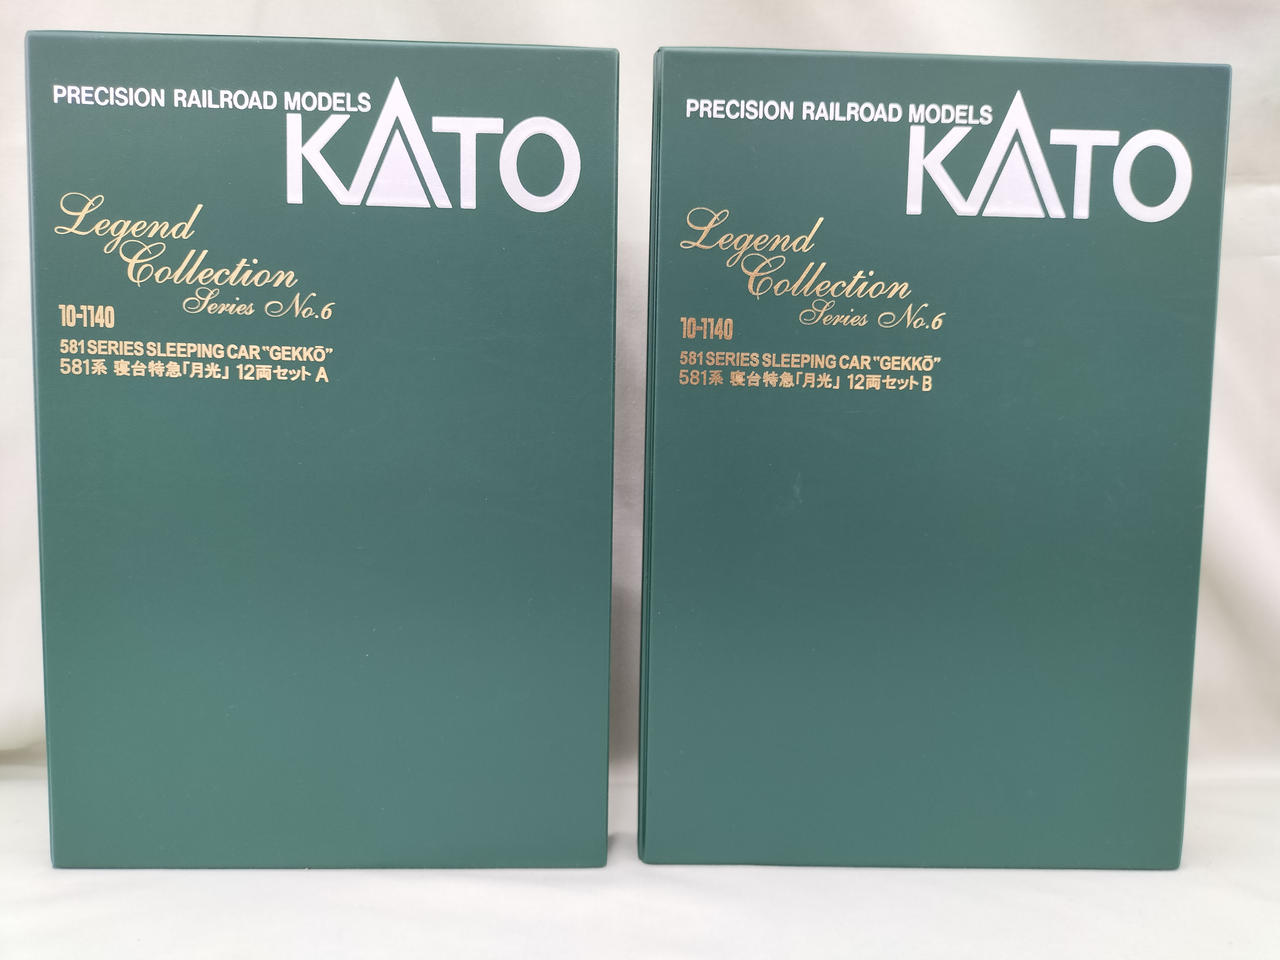 PRECISION RAILROAD MODELS
KATO
Legend
Collection
Series No.6
10-1140
581 SERIES SLEEPING CAR "GEKKŌ"
581系 寝台特急「月光」 12両セット A
PRECISION RAILROAD MODELS
KATO
Legend
Collection
Series No.6
10-1140
581 SERIES SLEEPING CAR "GEKKŌ"
581系 寝台特急「月光」 12両セット B